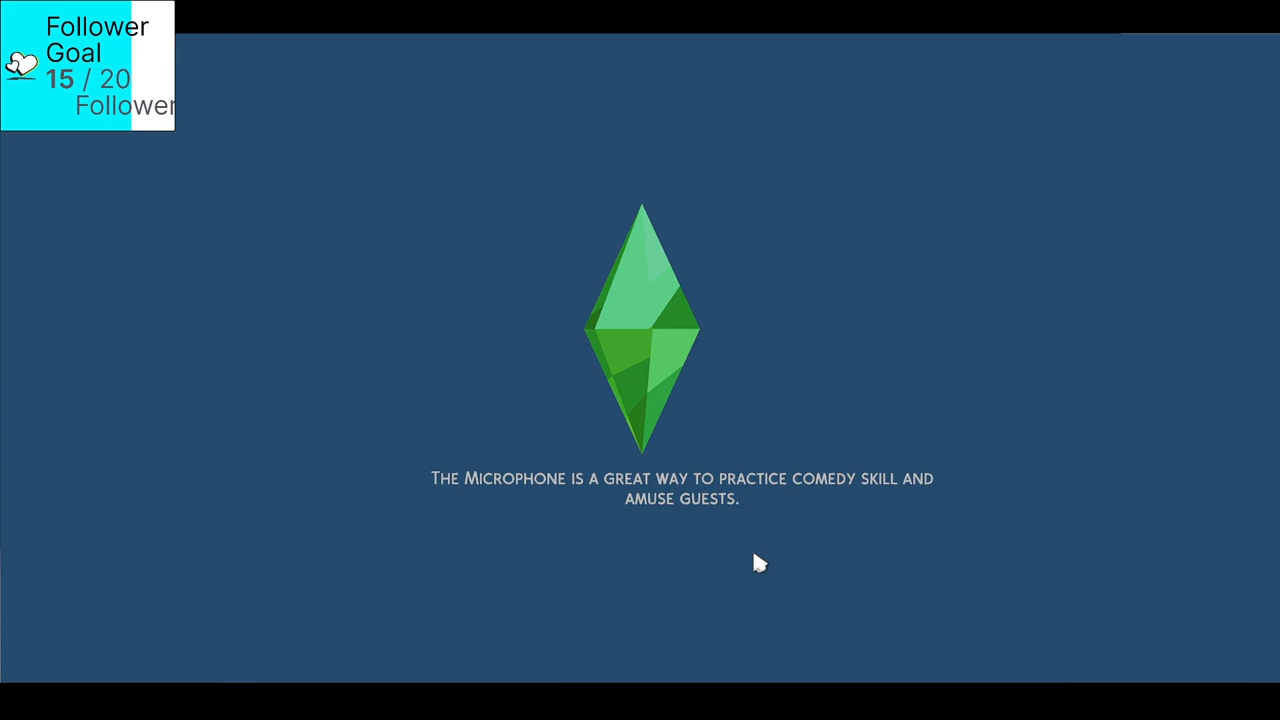 Follower
Goal
15 / 20
Follower
The Microphone is a great way to practice comedy skill and
amuse guests.